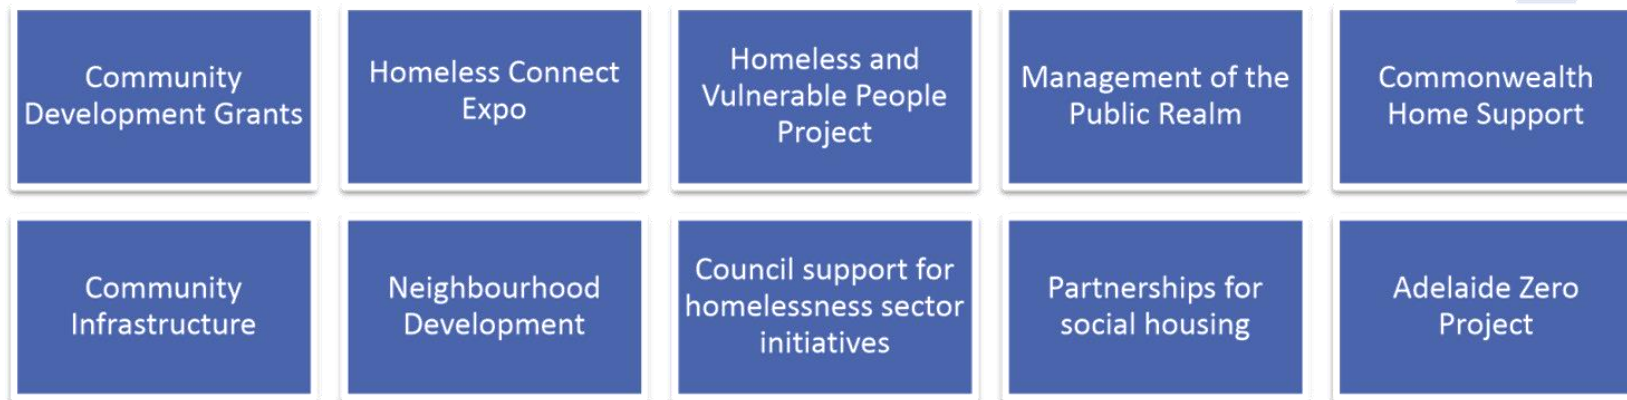 Community
Development Grants
Homeless Connect
Expo
Homeless and
Vulnerable People
Project
Management of the
Public Realm
Commonwealth
Home Support
Community
Infrastructure
Neighbourhood
Development
Council support for
homelessness sector
initiatives
Partnerships for
social housing
Adelaide Zero
Project